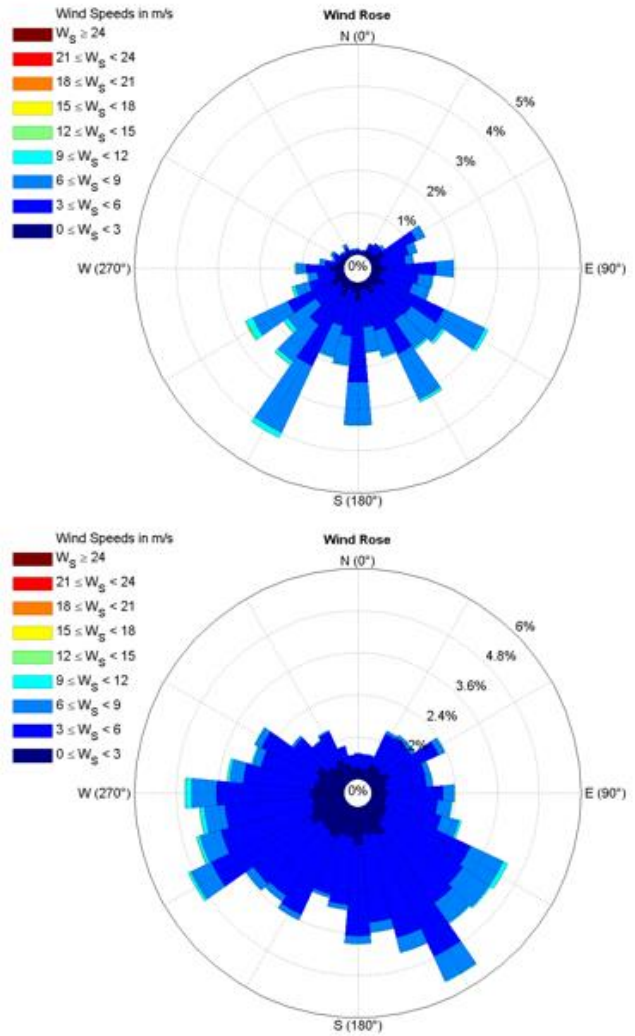 Wind Speeds in m/s
W_S ≥ 24
21 ≤ W_S < 24
18 ≤ W_S < 21
15 ≤ W_S < 18
12 ≤ W_S < 15
9 ≤ W_S < 12
6 ≤ W_S < 9
3 ≤ W_S < 6
0 ≤ W_S < 3
Wind Rose
N (0°)
5%
4%
3%
2%
1%
0%
W (270°)
E (90°)
S (180°)
Wind Speeds in m/s
W_S ≥ 24
21 ≤ W_S < 24
18 ≤ W_S < 21
15 ≤ W_S < 18
12 ≤ W_S < 15
9 ≤ W_S < 12
6 ≤ W_S < 9
3 ≤ W_S < 6
0 ≤ W_S < 3
Wind Rose
N (0°)
6%
4.8%
3.6%
2.4%
0%
W (270°)
E (90°)
S (180°)